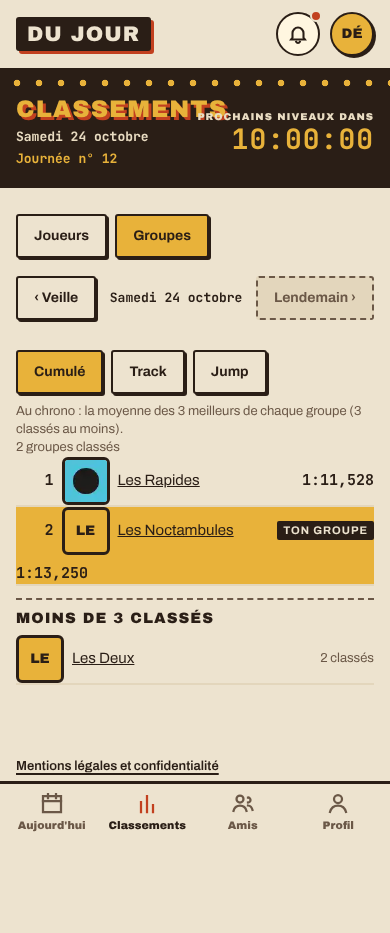 DU JOUR
DÉ
CLASSEMENTS
PROCHAINS NIVEAUX DANS
Samedi 24 octobre
10:00:00
Journée n° 12
Joueurs
Groupes
‹ Veille
Samedi 24 octobre
Lendemain ›
Cumulé
Track
Jump
Au chrono : la moyenne des 3 meilleurs de chaque groupe (3
classés au moins).
2 groupes classés
1 Les Rapides 1:11,528
2 LE Les Noctambules TON GROUPE
1:13,250
MOINS DE 3 CLASSÉS
LE Les Deux 2 classés
Mentions légales et confidentialité
Aujourd'hui
Classements
Amis
Profil